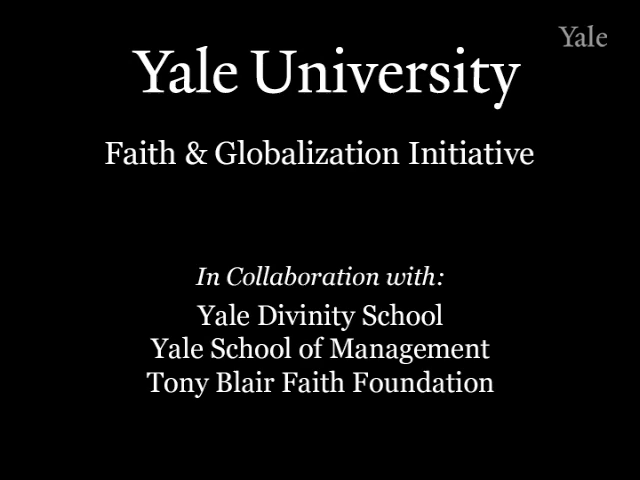 Yale
Yale University
Faith & Globalization Initiative
In Collaboration with:
Yale Divinity School
Yale School of Management
Tony Blair Faith Foundation